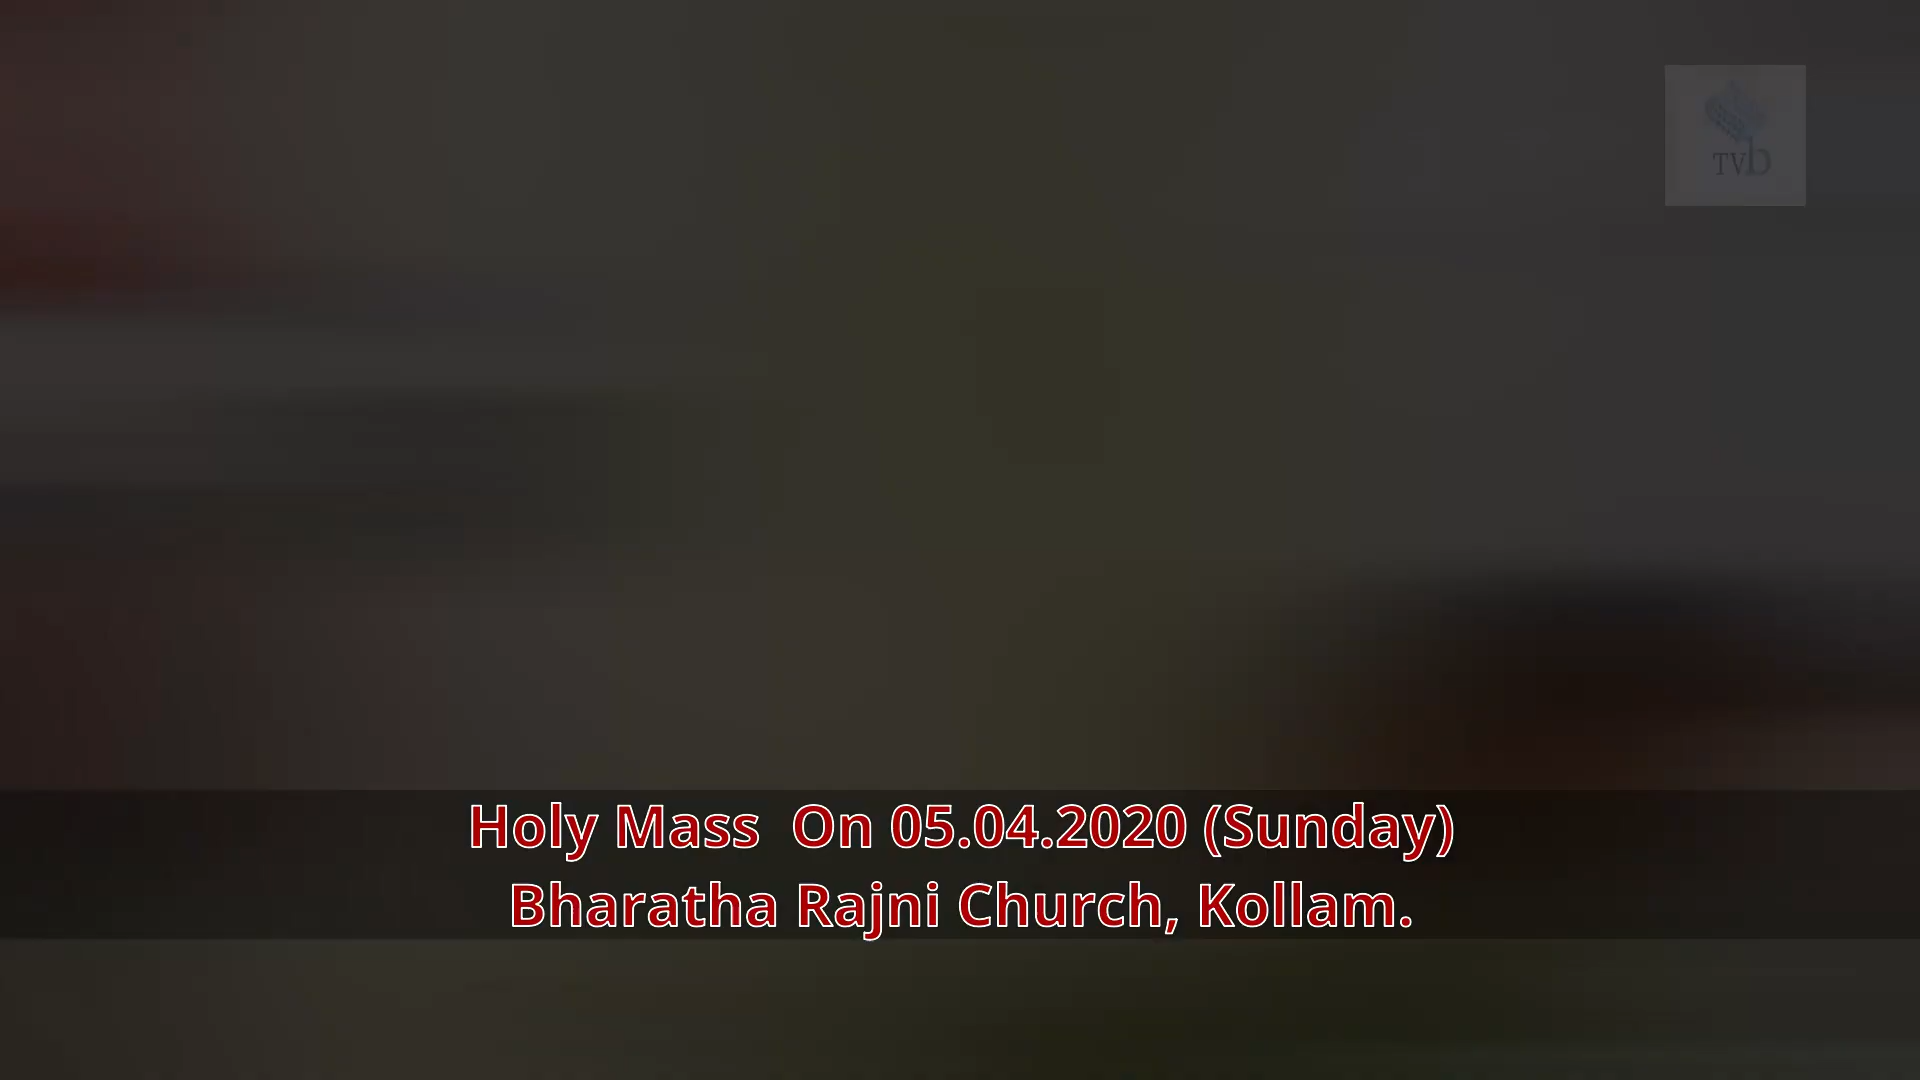 TVb
Holy Mass  On 05.04.2020 (Sunday)
Bharatha Rajni Church, Kollam.